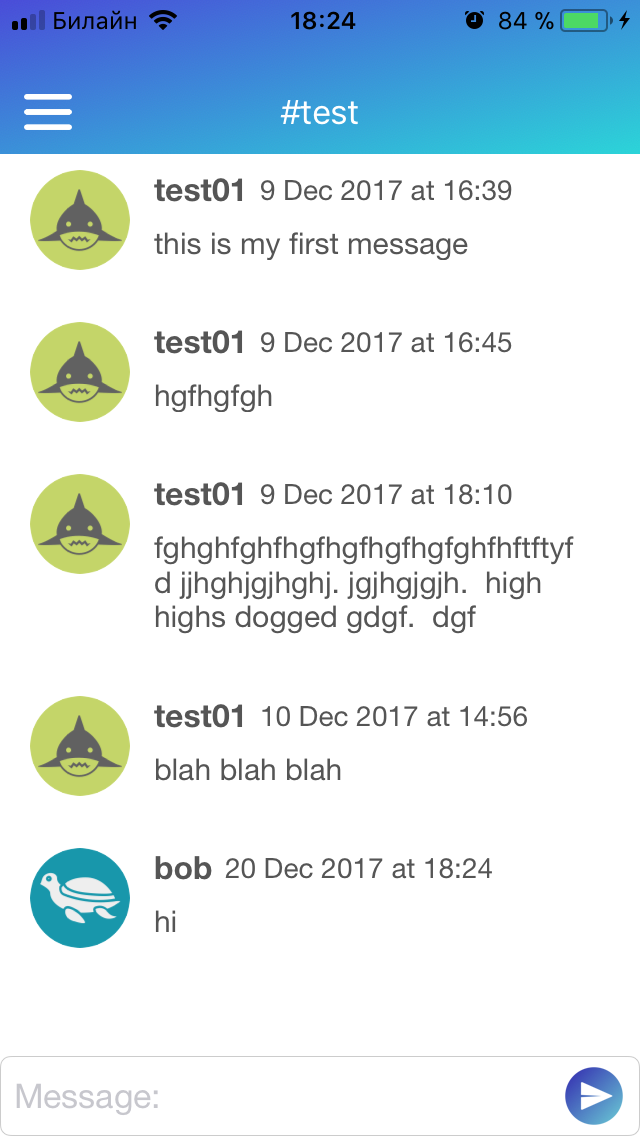 Билайн 18:24 84 %
#test
test01 9 Dec 2017 at 16:39
this is my first message
test01 9 Dec 2017 at 16:45
hgfhgfgh
test01 9 Dec 2017 at 18:10
fghghfghfhgfhgfhgfhgfghfhftftyf
d jjhghjgjhghj. jgjhgjgjh.  high
highs dogged gdgf.  dgf
test01 10 Dec 2017 at 14:56
blah blah blah
bob 20 Dec 2017 at 18:24
hi
Message: